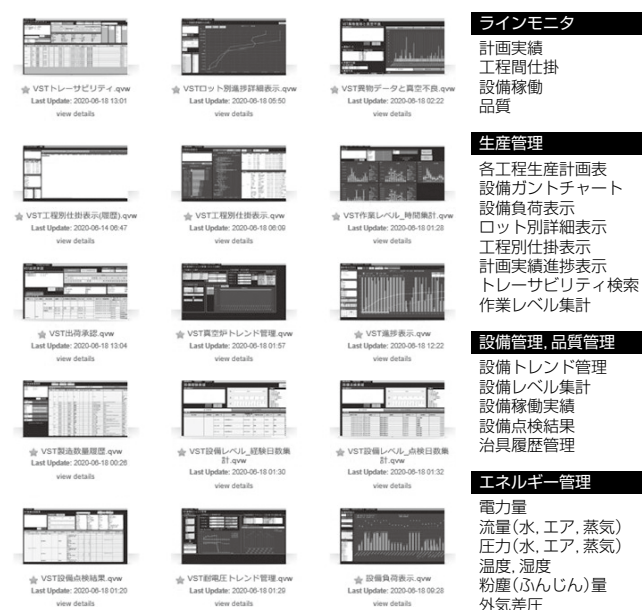 VSTトレーサビリティ.qvw
Last Update: 2020-06-18 13:01
view details
VSTロット別進捗詳細表示.qvw
Last Update: 2020-06-18 05:50
view details
VST異物データと真空不良.qvw
Last Update: 2020-06-18 02:22
view details
VST工程別仕掛表示(履歴).qvw
Last Update: 2020-06-14 06:47
view details
VST工程別仕掛表示.qvw
Last Update: 2020-06-18 06:09
view details
VST作業レベル_時間集計.qvw
Last Update: 2020-06-18 01:28
view details
VST出荷承認.qvw
Last Update: 2020-06-18 13:04
view details
VST真空炉トレンド管理.qvw
Last Update: 2020-06-18 01:57
view details
VST進捗表示.qvw
Last Update: 2020-06-18 12:22
view details
VST製造数量履歴.qvw
Last Update: 2020-06-18 00:26
view details
VST設備レベル_経験日数集
計.qvw
Last Update: 2020-06-18 01:30
view details
VST設備レベル_点検日数集
計.qvw
Last Update: 2020-06-18 01:32
view details
VST設備点検結果.qvw
Last Update: 2020-06-18 01:20
view details
VST耐電圧トレンド管理.qvw
Last Update: 2020-06-18 01:29
view details
設備負荷表示.qvw
Last Update: 2020-06-18 09:28
view details
ラインモニタ
計画実績
工程間仕掛
設備稼働
品質
生産管理
各工程生産計画表
設備ガントチャート
設備負荷表示
ロット別詳細表示
工程別仕掛表示
計画実績進捗表示
トレーサビリティ検索
作業レベル集計
設備管理,品質管理
設備トレンド管理
設備レベル集計
設備稼働実績
設備点検結果
治具履歴管理
エネルギー管理
電力量
流量(水,エア,蒸気)
圧力(水,エア,蒸気)
温度,湿度
粉塵(ふんじん)量
外気差圧